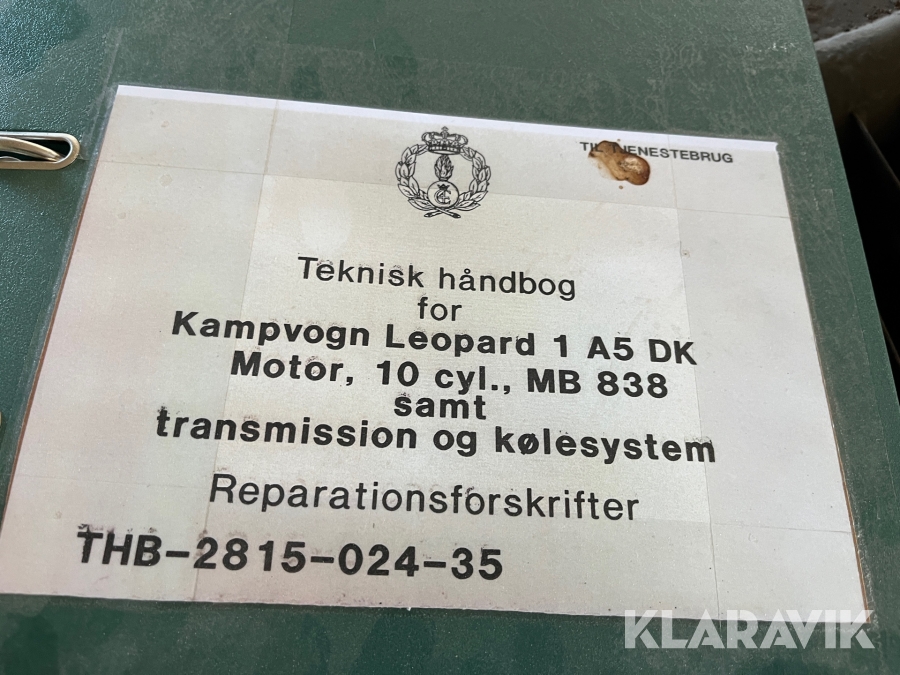 TIL TJENESTEBRUG
Teknisk håndbog
for
Kampvogn Leopard 1 A5 DK
Motor, 10 cyl., MB 838
samt
transmission og kølesystem
Reparationsforskrifter
THB-2815-024-35
KLARAVIK